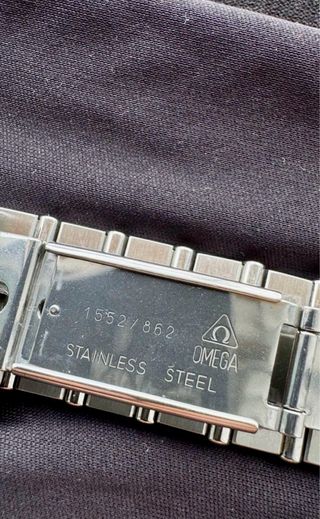 1552/862
Ω
OMEGA
STAINLESS STEEL